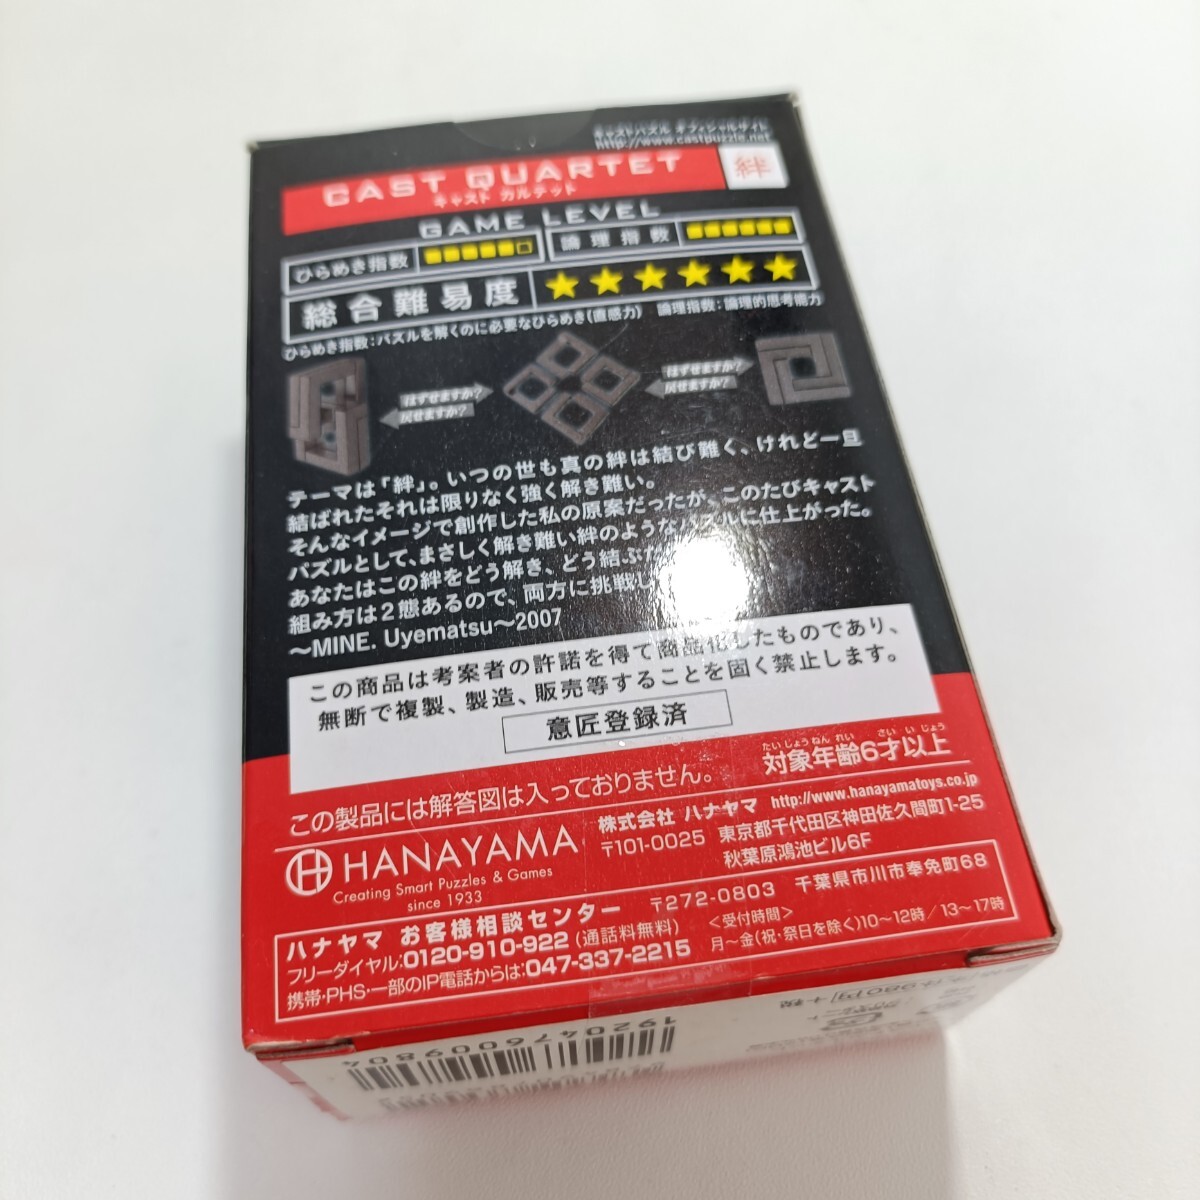 キャストパズル オフィシャルサイト
http://www.castpuzzle.net
CAST QUARTET
キャスト カルテット
絆
GAME LEVEL
ひらめき指数
論理指数
総合難易度
ひらめき指数:パズルを解くのに必要なひらめき(直感力) 論理指数:論理的思考能力
はずせますか?
戻せますか?
はずせますか?
戻せますか?
テーマは「絆」。いつの世も真の絆は結び難く、けれど一旦
結ばれたそれは限りなく強く解き難い。
そんなイメージで創作した私の原案だったが、このたびキャスト
パズルとして、まさしく解き難い絆のようなパズルに仕上がった。
あなたはこの絆をどう解き、どう結ぶ
組み方は2態あるので、両方に挑戦し
〜MINE. Uyematsu〜2007
この商品は考案者の許諾を得て商品化したものであり、
無断で複製、製造、販売等することを固く禁止します。
意匠登録済
たいしょうねんれい さいいじょう
対象年齢6才以上
この製品には解答図は入っておりません。
HANAYAMA
Creating Smart Puzzles & Games
since 1933
株式会社 ハナヤマ http://www.hanayamatoys.co.jp
〒101-0025 東京都千代田区神田佐久間町1-25
秋葉原鴻池ビル6F
ハナヤマ お客様相談センター 〒272-0803 千葉県市川市奉免町68
フリーダイヤル:0120-910-922 (通話料無料) <受付時間>
携帯・PHS・一部のIP電話からは:047-337-2215 月〜金(祝・祭日を除く)10〜12時/13〜17時
1920476009804